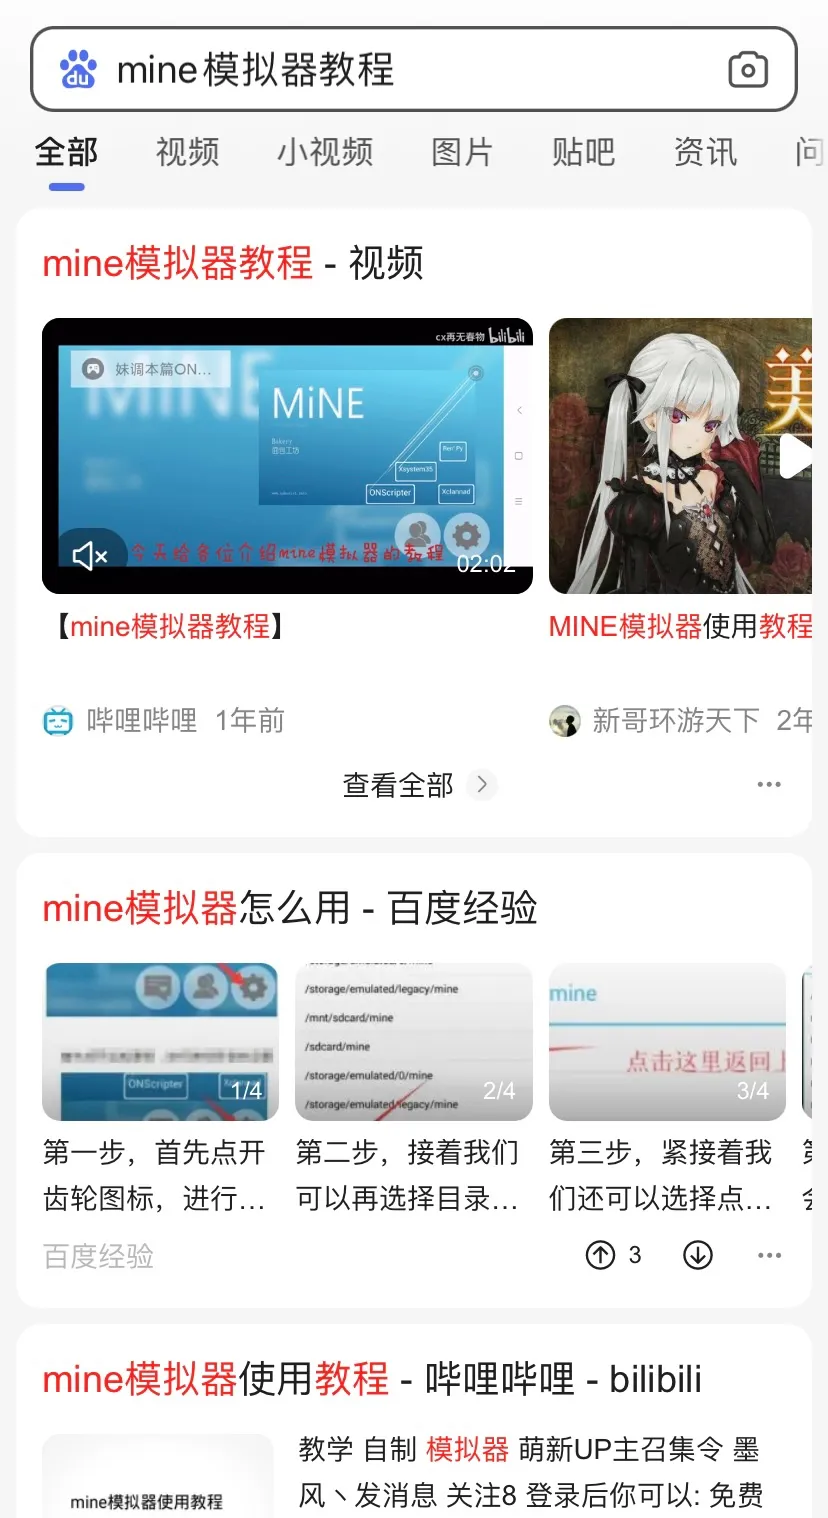 du mine模拟器教程
全部 视频 小视频 图片 贴吧 资讯 问
mine模拟器教程 - 视频
cx再无春物 bilibili
妹调本篇ON...
MiNE
Bakery
Ren'Py
Xsystem35
ONScripter
Xclannad
今天给各位介绍mine模拟器的教程
02:02
美
【mine模拟器教程】
MINE模拟器使用教程
哔哩哔哩 1年前
新哥环游天下 2年
查看全部
mine模拟器怎么用 - 百度经验
ONScripter
1/4
/storage/emulated/legacy/mine
/mnt/sdcard/mine
/sdcard/mine
/storage/emulated/0/mine
/storage/emulated/legacy/mine
2/4
mine
点击这里返回上
3/4
第一步，首先点开
齿轮图标，进行...
第二步，接着我们
可以再选择目录...
第三步，紧接着我
们还可以选择点...
百度经验
3
mine模拟器使用教程 - 哔哩哔哩 - bilibili
mine模拟器使用教程
教学 自制 模拟器 萌新UP主召集令 墨
风丶发消息 关注8 登录后你可以: 免费